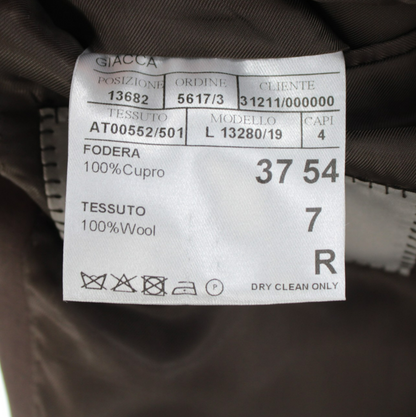 GIACCA
POSIZIONE ORDINE CLIENTE
13682 5617/3 31211/000000
TESSUTO MODELLO CAPI
AT00552/501 L 13280/19 4
FODERA
100%Cupro
37 54
TESSUTO
100%Wool
7
R
P
DRY CLEAN ONLY